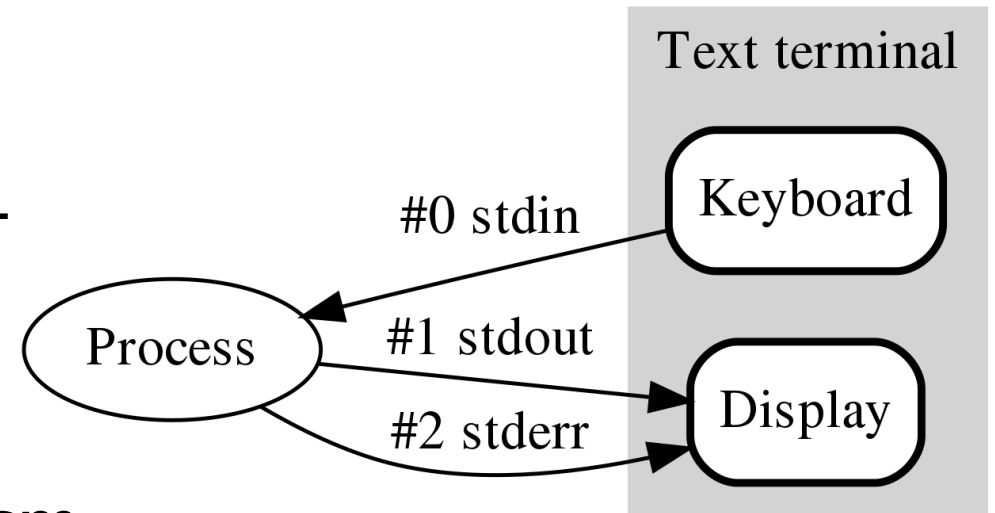 Text terminal
Keyboard
#0 stdin
Process
#1 stdout
Display
#2 stderr